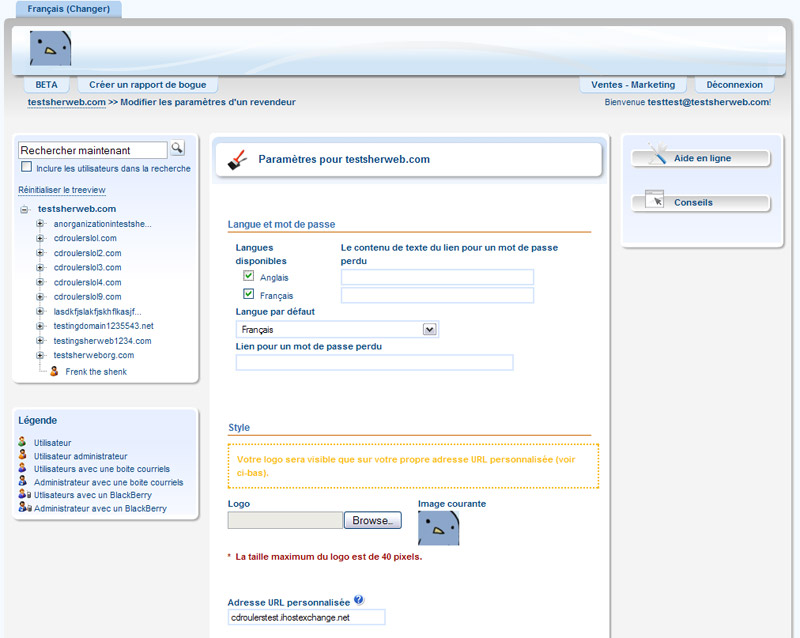 Français (Changer)
BETA
Créer un rapport de bogue
Ventes - Marketing
Déconnexion
testsherweb.com >> Modifier les paramètres d'un revendeur
Bienvenue testtest@testsherweb.com!
Rechercher maintenant
Inclure les utilisateurs dans la recherche
Réinitialiser le treeview
testsherweb.com
anorganizationintestshe...
cdroulerslol.com
cdroulerslol2.com
cdroulerslol3.com
cdroulerslol4.com
cdroulerslol9.com
lasdkfjslakfjskhflkasjf...
testingdomain1235543.net
testingsherweb1234.com
testsherweborg.com
Frenk the shenk
Légende
Utilisateur
Utilisateur administrateur
Utilisateurs avec une boite courriels
Administrateur avec une boite courriels
Utlisateurs avec un BlackBerry
Administrateur avec un BlackBerry
Paramètres pour testsherweb.com
Langue et mot de passe
Langues disponibles
Le contenu de texte du lien pour un mot de passe perdu
Anglais
Français
Langue par défaut
Français
Lien pour un mot de passe perdu
Style
Votre logo sera visible que sur votre propre adresse URL personnalisée (voir
ci-bas).
Logo
Image courante
Browse...
* La taille maximum du logo est de 40 pixels.
Adresse URL personnalisée ?
cdroulerstest.ihostexchange.net
Aide en ligne
Conseils